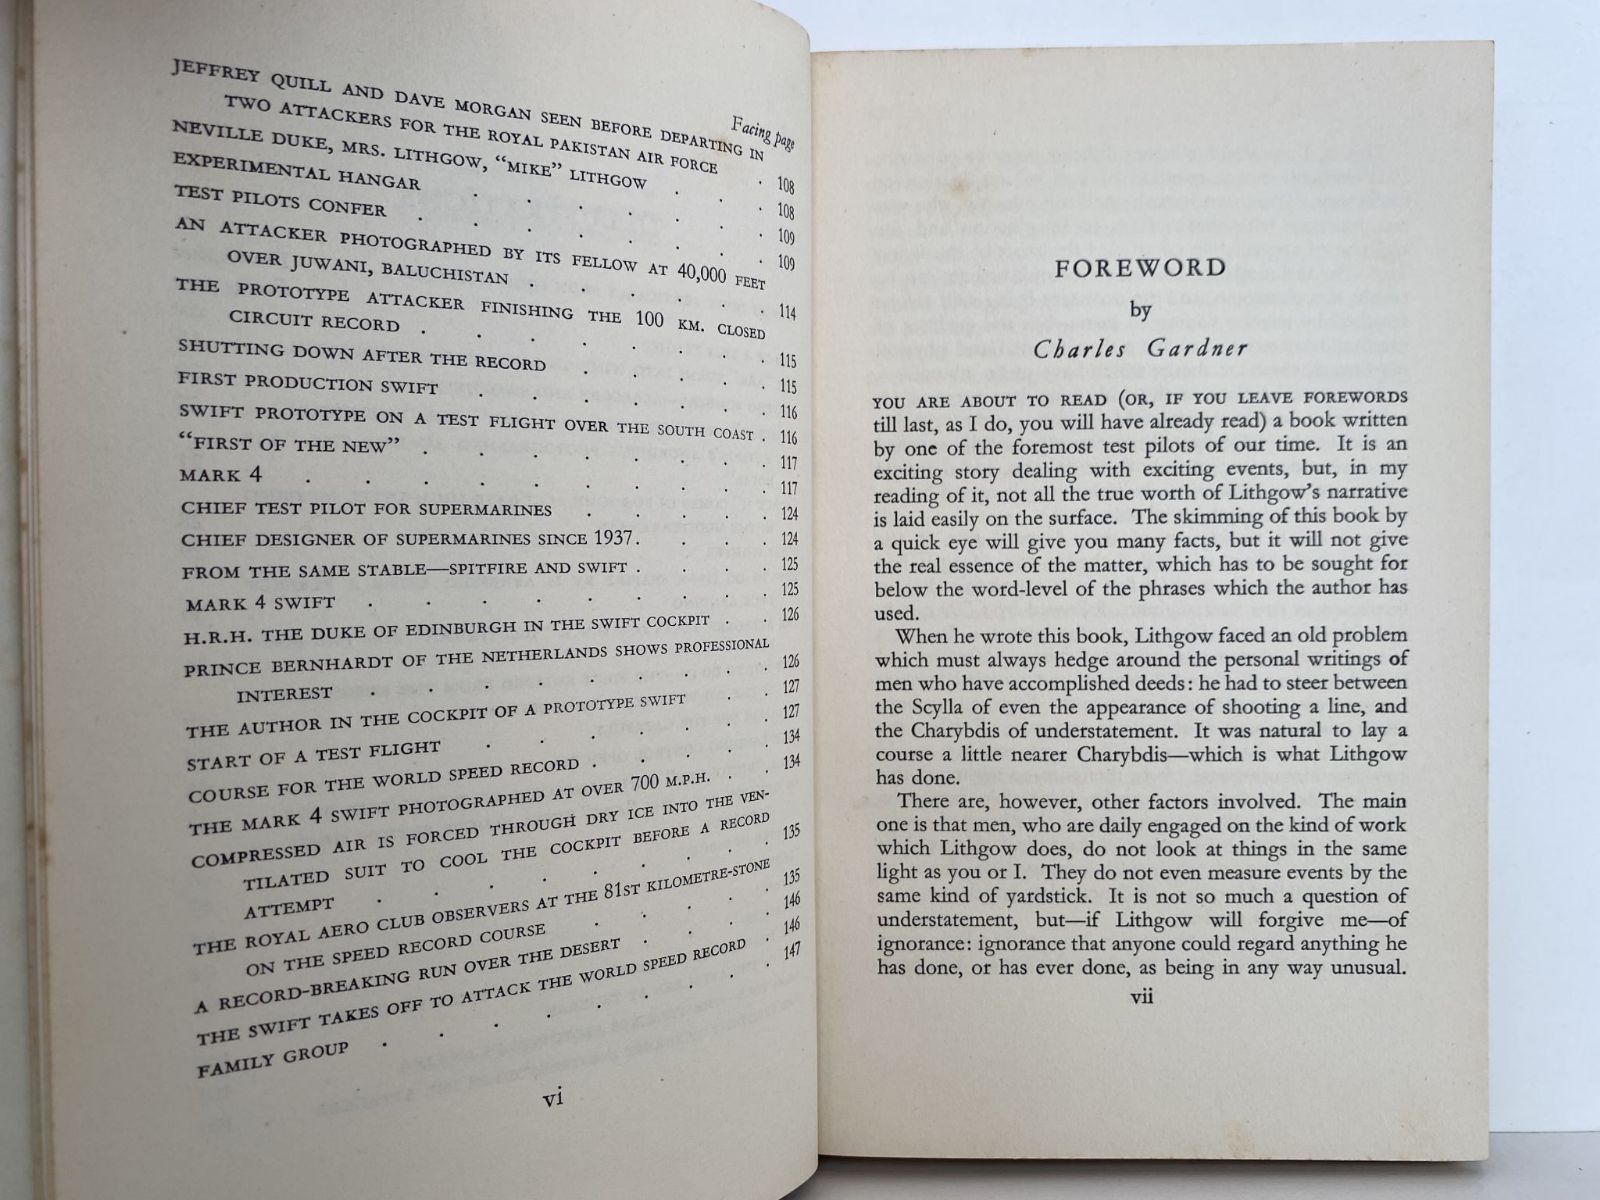 Facing page
JEFFREY QUILL AND DAVE MORGAN SEEN BEFORE DEPARTING IN
TWO ATTACKERS FOR THE ROYAL PAKISTAN AIR FORCE . 108
NEVILLE DUKE, MRS. LITHGOW, “MIKE” LITHGOW . . . 108
EXPERIMENTAL HANGAR . . . . . . . 109
TEST PILOTS CONFER . . . . . . . 109
AN ATTACKER PHOTOGRAPHED BY ITS FELLOW AT 40,000 FEET
OVER JUWANI, BALUCHISTAN . . . . . . 114
THE PROTOTYPE ATTACKER FINISHING THE 100 KM. CLOSED
CIRCUIT RECORD . . . . . . . 115
SHUTTING DOWN AFTER THE RECORD . . . . 115
FIRST PRODUCTION SWIFT . . . . . . 116
SWIFT PROTOTYPE ON A TEST FLIGHT OVER THE SOUTH COAST . 116
“FIRST OF THE NEW” . . . . . . . 117
MARK 4 . . . . . . . . . 117
CHIEF TEST PILOT FOR SUPERMARINES . . . . 124
CHIEF DESIGNER OF SUPERMARINES SINCE 1937 . . . . 124
FROM THE SAME STABLE—SPITFIRE AND SWIFT . . . . 125
MARK 4 SWIFT . . . . . . . . 125
H.R.H. THE DUKE OF EDINBURGH IN THE SWIFT COCKPIT . . 126
PRINCE BERNHARDT OF THE NETHERLANDS SHOWS PROFESSIONAL
INTEREST . . . . . . . . 126
THE AUTHOR IN THE COCKPIT OF A PROTOTYPE SWIFT . . 127
START OF A TEST FLIGHT . . . . . . 127
COURSE FOR THE WORLD SPEED RECORD . . . . . 134
THE MARK 4 SWIFT PHOTOGRAPHED AT OVER 700 M.P.H. . . 134
COMPRESSED AIR IS FORCED THROUGH DRY ICE INTO THE VEN-
TILATED SUIT TO COOL THE COCKPIT BEFORE A RECORD
ATTEMPT . . . . . . . . 135
THE ROYAL AERO CLUB OBSERVERS AT THE 81ST KILOMETRE-STONE
ON THE SPEED RECORD COURSE . . . . 135
A RECORD-BREAKING RUN OVER THE DESERT . . . 146
THE SWIFT TAKES OFF TO ATTACK THE WORLD SPEED RECORD . 146
FAMILY GROUP . . . . . . . . 147
vi
FOREWORD
by
Charles Gardner
YOU ARE ABOUT TO READ (OR, IF YOU LEAVE FOREWORDS
till last, as I do, you will have already read) a book written
by one of the foremost test pilots of our time. It is an
exciting story dealing with exciting events, but, in my
reading of it, not all the true worth of Lithgow’s narrative
is laid easily on the surface. The skimming of this book by
a quick eye will give you many facts, but it will not give
the real essence of the matter, which has to be sought for
below the word-level of the phrases which the author has
used.
When he wrote this book, Lithgow faced an old problem
which must always hedge around the personal writings of
men who have accomplished deeds: he had to steer between
the Scylla of even the appearance of shooting a line, and
the Charybdis of understatement. It was natural to lay a
course a little nearer Charybdis—which is what Lithgow
has done.
There are, however, other factors involved. The main
one is that men, who are daily engaged on the kind of work
which Lithgow does, do not look at things in the same
light as you or I. They do not even measure events by the
same kind of yardstick. It is not so much a question of
understatement, but—if Lithgow will forgive me—of
ignorance: ignorance that anyone could regard anything he
has done, or has ever done, as being in any way unusual.
vii